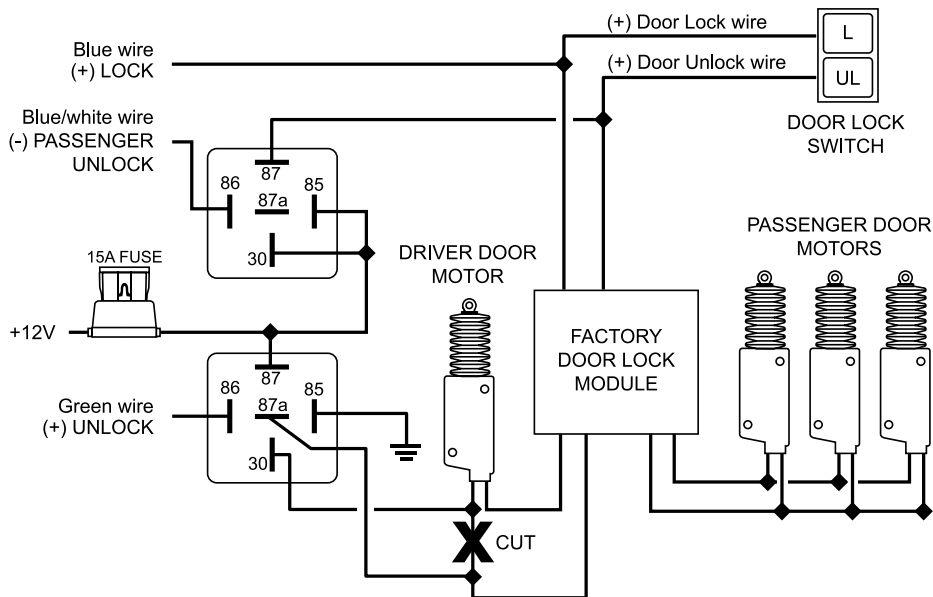 Blue wire
(+) LOCK
(+) Door Lock wire
L
(+) Door Unlock wire
UL
DOOR LOCK
SWITCH
Blue/white wire
(-) PASSENGER
UNLOCK
87
86
87a
85
30
15A FUSE
+12V
DRIVER DOOR
MOTOR
PASSENGER DOOR
MOTORS
FACTORY
DOOR LOCK
MODULE
Green wire
(+) UNLOCK
87
86
87a
85
30
CUT